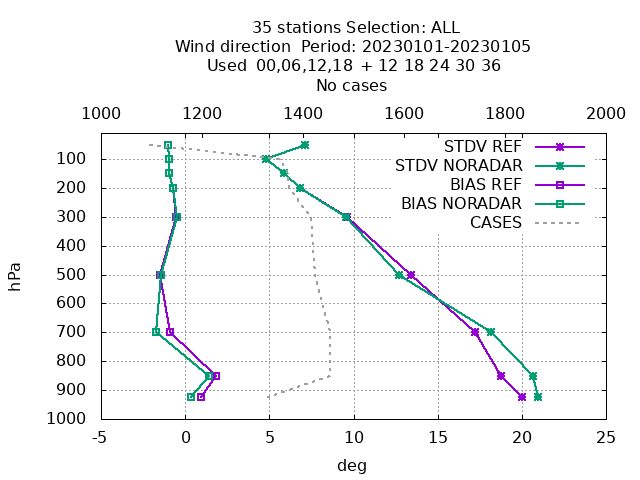 35 stations Selection: ALL
Wind direction  Period: 20230101-20230105
Used  00,06,12,18 + 12 18 24 30 36
No cases
1000 1200 1400 1600 1800 2000
STDV REF
STDV NORADAR
BIAS REF
BIAS NORADAR
CASES
100
200
300
400
500
600
700
800
900
1000
hPa
-5 0 5 10 15 20 25
deg